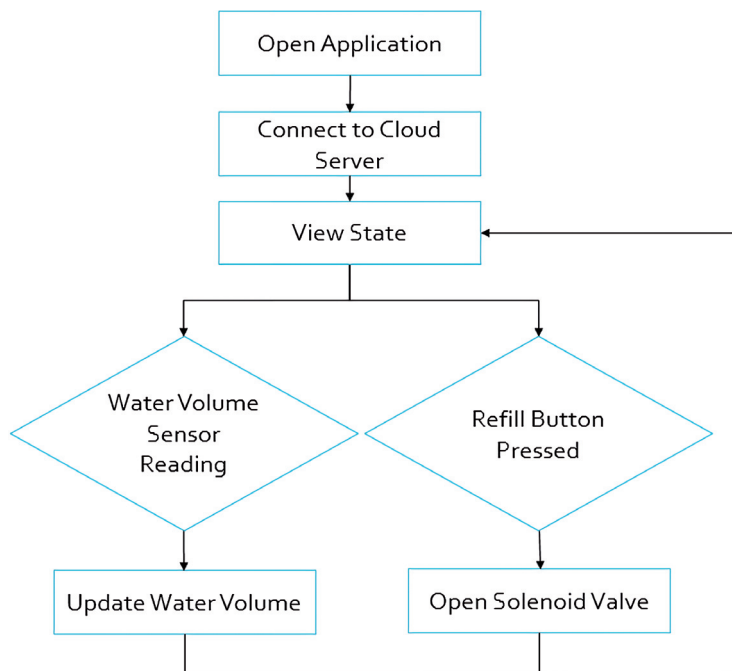 Open Application
Connect to Cloud
Server
View State
Water Volume
Sensor
Reading
Refill Button
Pressed
Update Water Volume
Open Solenoid Valve